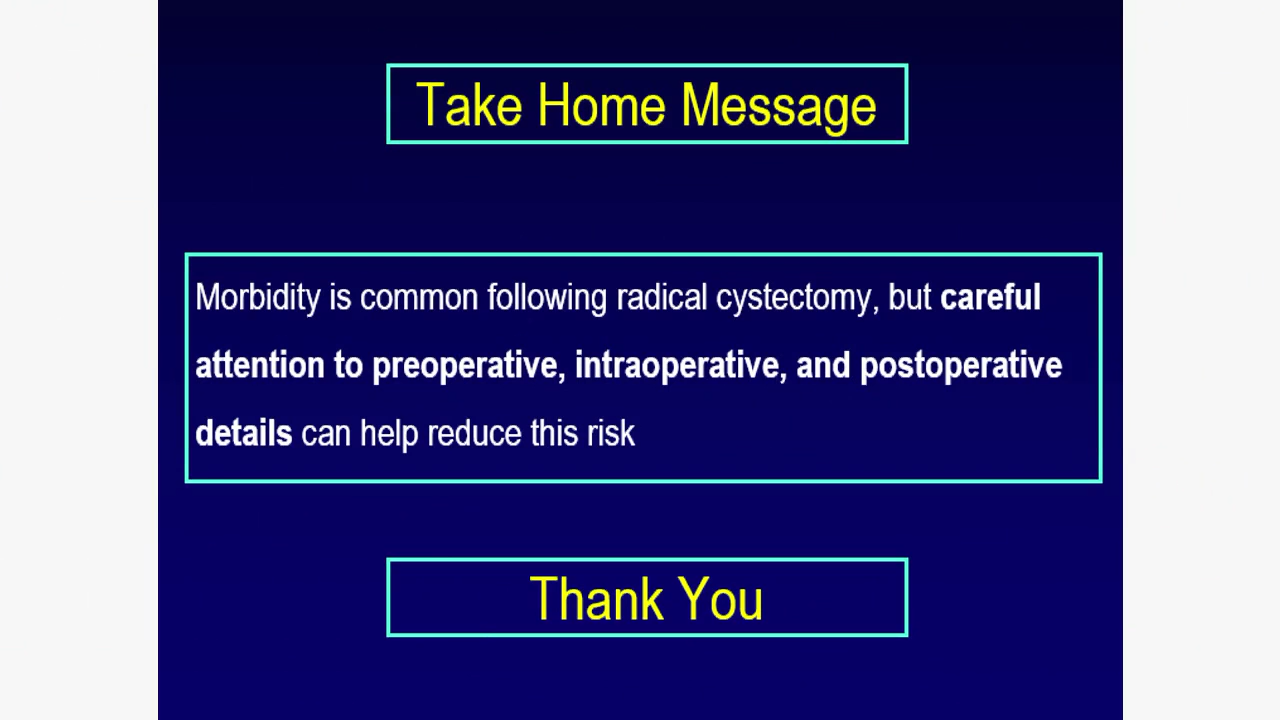 Take Home Message
Morbidity is common following radical cystectomy, but careful
attention to preoperative, intraoperative, and postoperative
details can help reduce this risk
Thank You